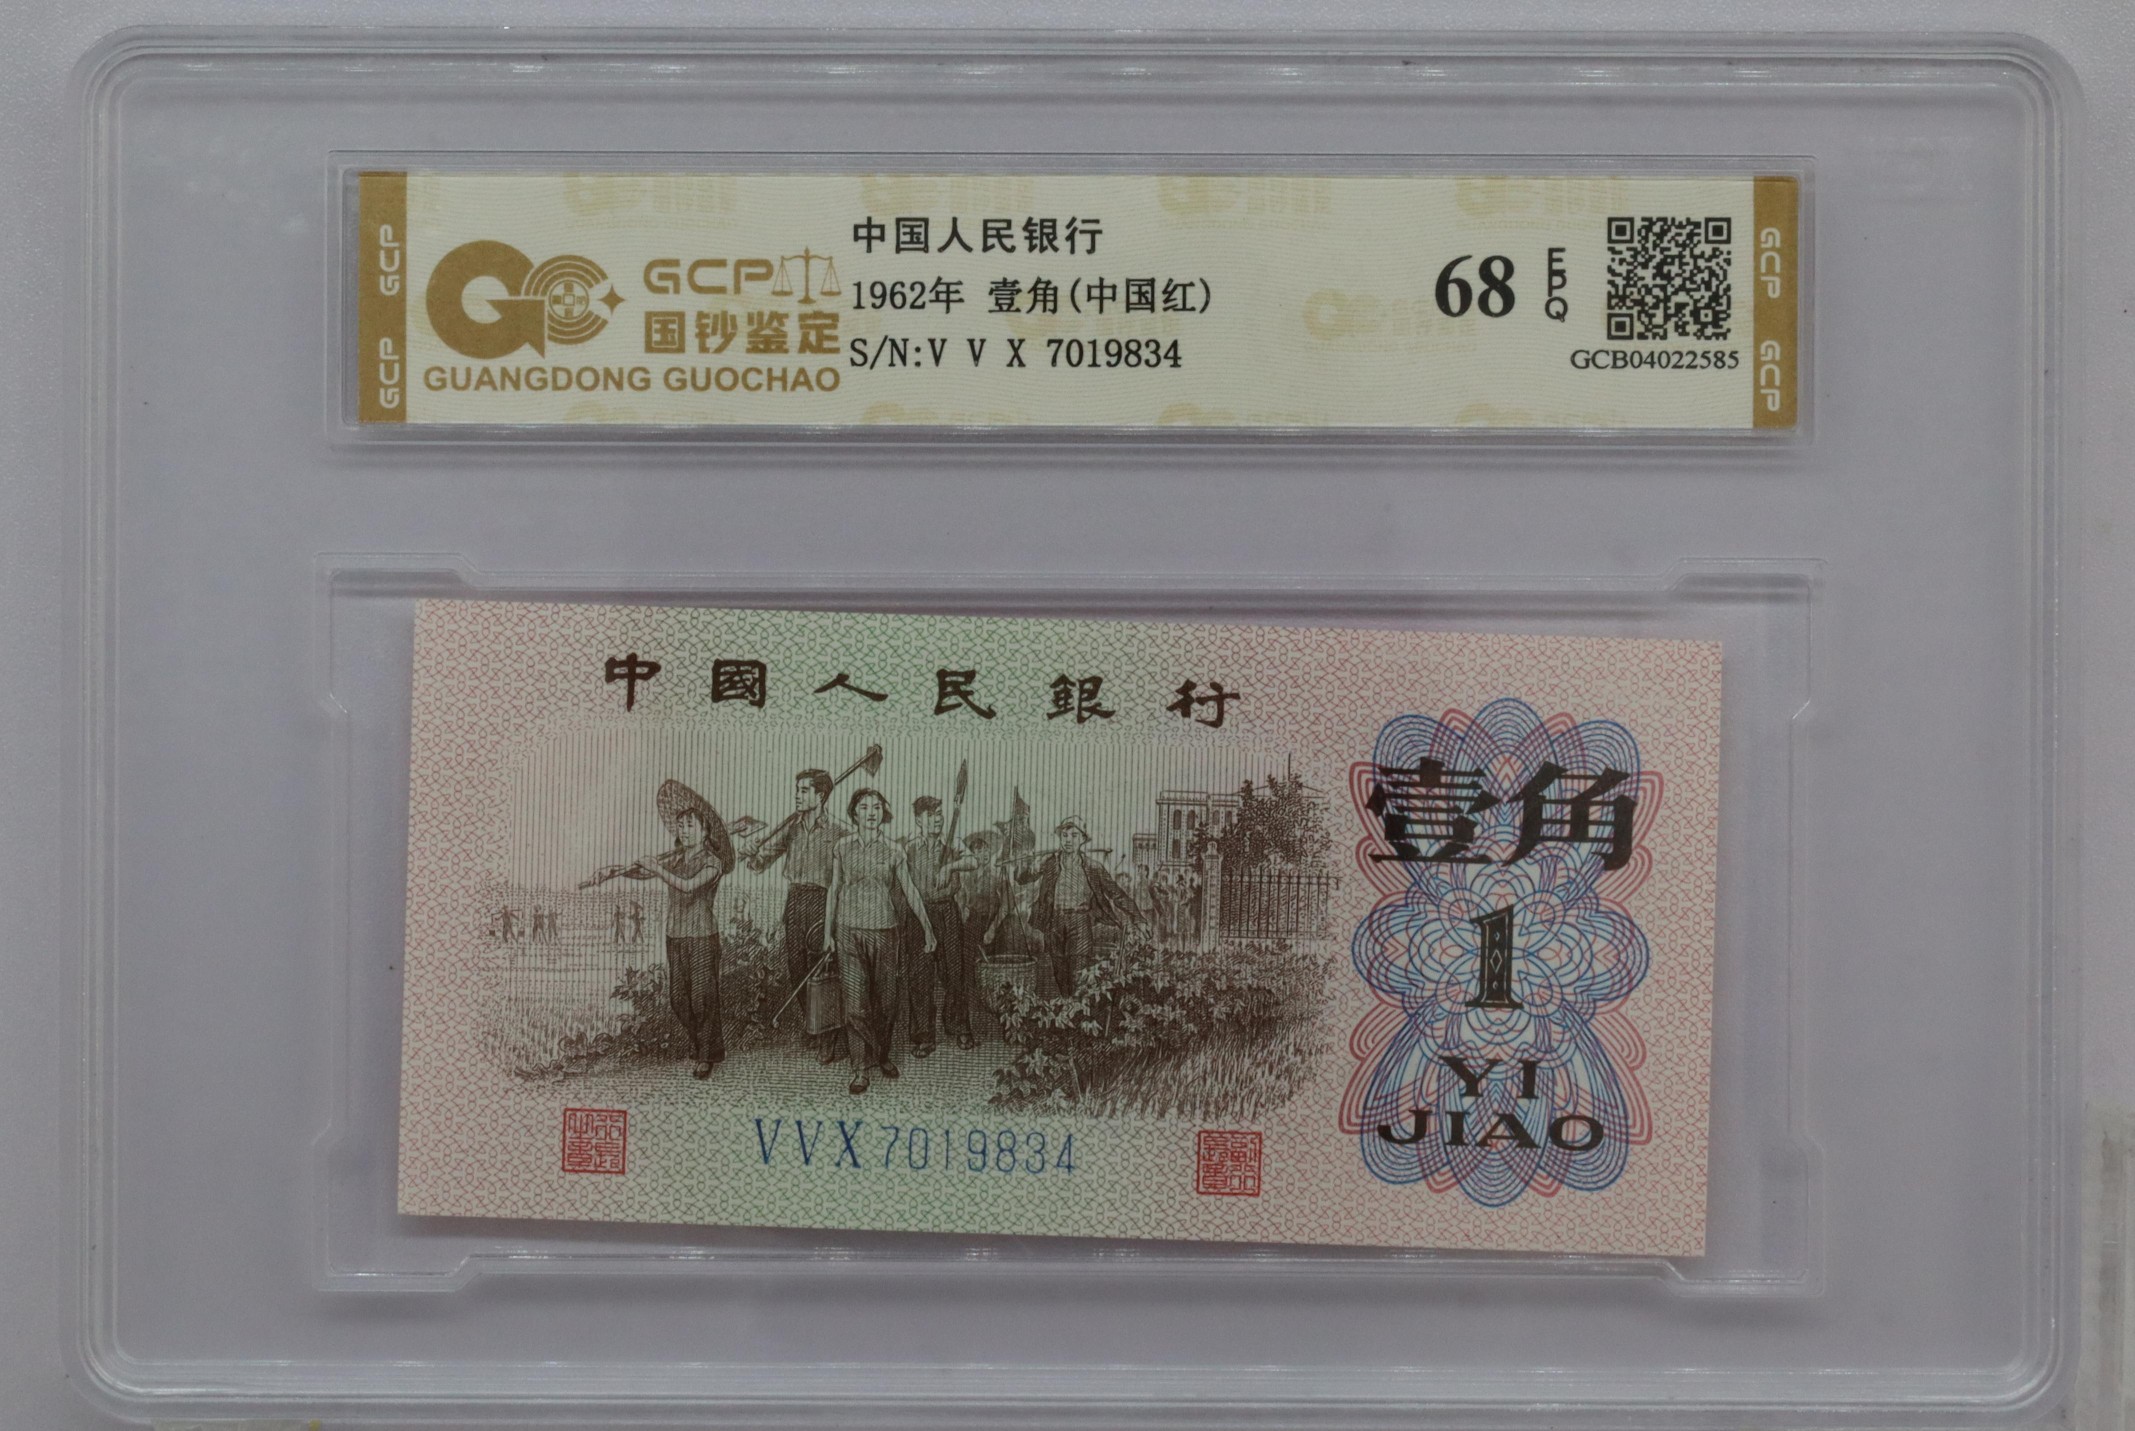 GCP GCP
GCP
国钞鉴定
GUANGDONG GUOCHAO
中国人民银行
1962年 壹角(中国红)
S/N:V V X 7019834
68 EPQ
GCB04022585
GCP GCP
中國人民銀行
壹角
1
YI
JIAO
VVX7019834